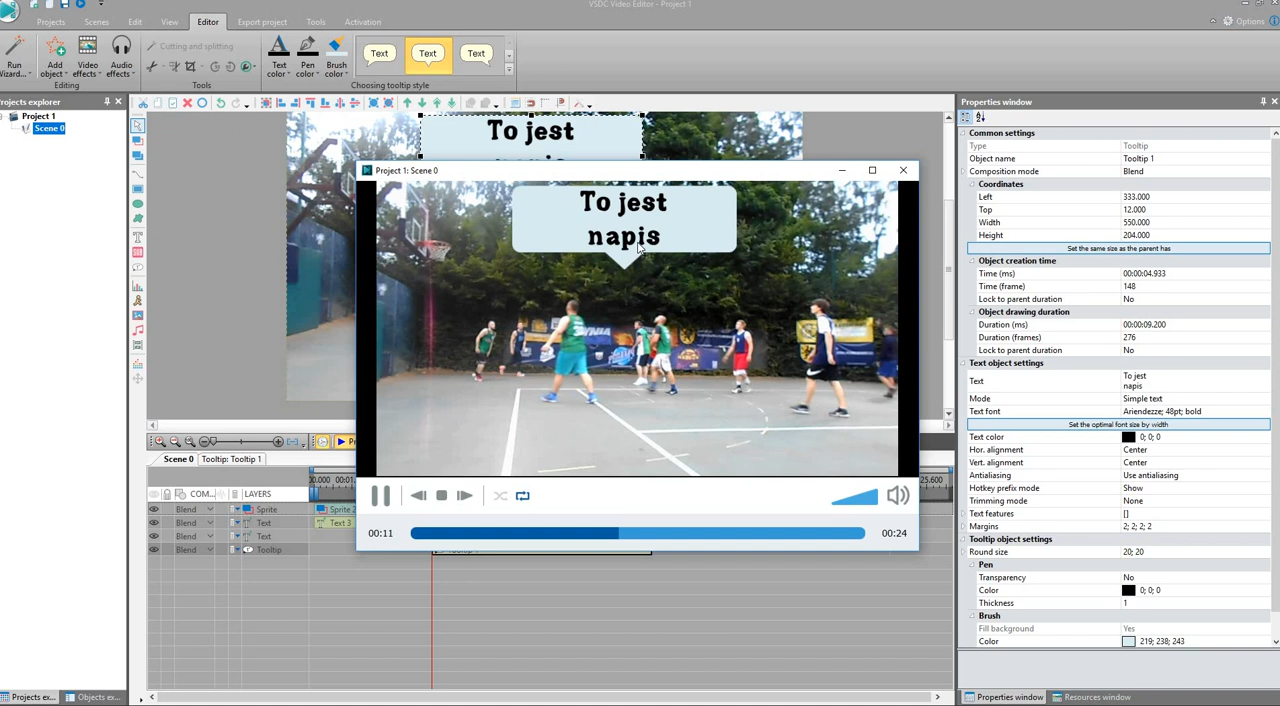 VSDC Video Editor - Project 1
Projects
Scenes
Edit
View
Editor
Export project
Tools
Activation
Options
Run Wizard...
Add object
Video effects
Audio effects
Cutting and splitting
Text color
Pen color
Brush color
Text
Text
Text
Editing
Tools
Choosing tooltip style
Projects explorer
Project 1
Scene 0
To jest
Project 1: Scene 0
To jest
napis
00:11
00:24
Scene 0
Tooltip: Tooltip 1
COM...
LAYERS
Blend
Sprite
Sprite 2
Blend
Text
Text 3
Blend
Text
Blend
Tooltip
Projects ex...
Objects ex...
Properties window
Common settings
Type Tooltip
Object name Tooltip 1
Composition mode Blend
Coordinates
Left 333.000
Top 12.000
Width 550.000
Height 204.000
Set the same size as the parent has
Object creation time
Time (ms) 00:00:04.933
Time (frame) 148
Lock to parent duration No
Object drawing duration
Duration (ms) 00:00:09.200
Duration (frames) 276
Lock to parent duration No
Text object settings
Text To jest
napis
Mode Simple text
Text font Ariendezze; 48pt; bold
Set the optimal font size by width
Text color 0; 0; 0
Hor. alignment Center
Vert. alignment Center
Antialiasing Use antialiasing
Hotkey prefix mode Show
Trimming mode None
Text features []
Margins 2; 2; 2; 2
Tooltip object settings
Round size 20; 20
Pen
Transparency No
Color 0; 0; 0
Thickness 1
Brush
Fill background Yes
Color 219; 238; 243
Properties window
Resources window